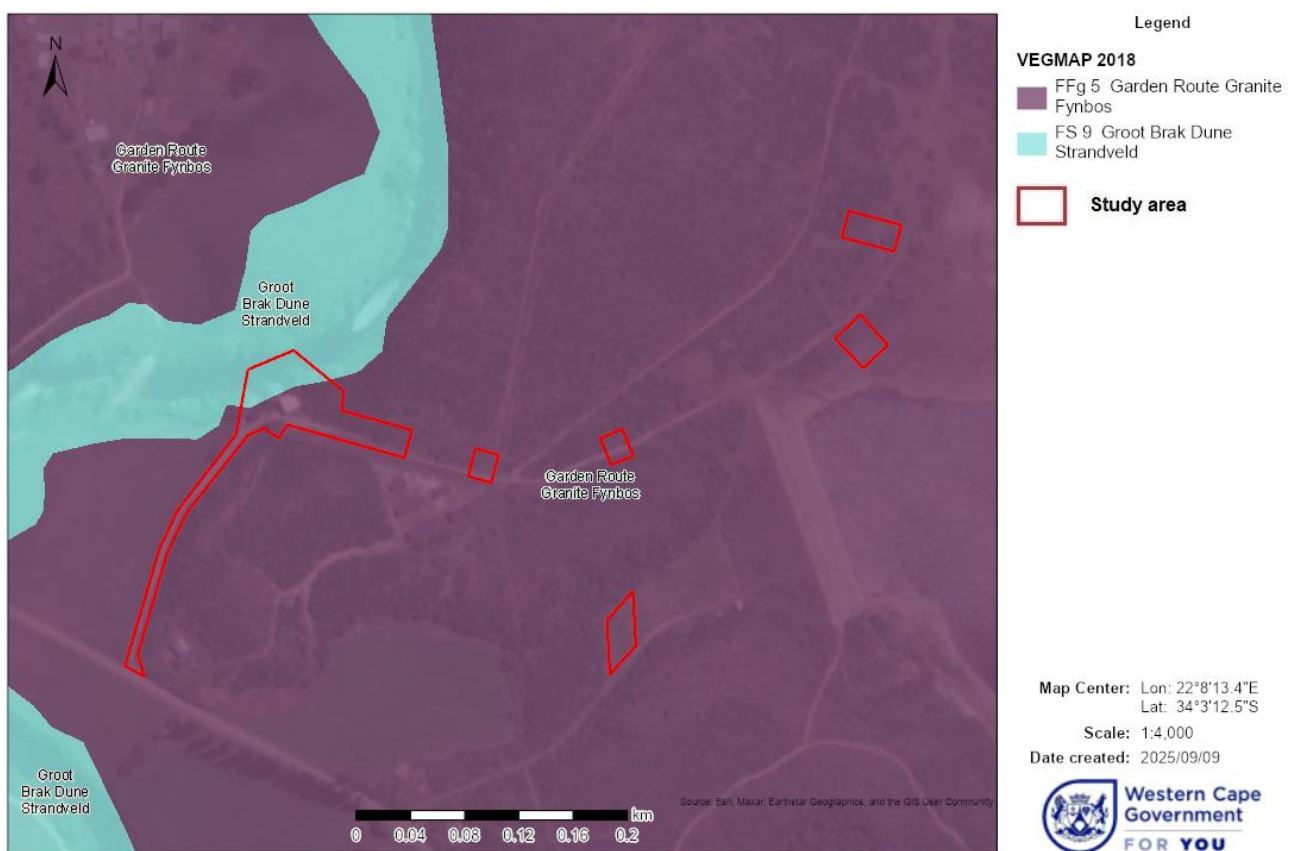 N
Garden Route
Granite Fynbos
Groot
Brak Dune
Strandveld
Garden Route
Granite Fynbos
Groot
Brak Dune
Strandveld
km
0 0.04 0.08 0.12 0.16 0.2
Source: Esri, Maxar, Earthstar Geographics, and the GIS User Community
Legend
VEGMAP 2018
FFg 5 Garden Route Granite
Fynbos
FS 9 Groot Brak Dune
Strandveld
Study area
Map Center: Lon: 22°8'13.4"E
Lat: 34°3'12.5"S
Scale: 1:4,000
Date created: 2025/09/09
Western Cape
Government
FOR YOU